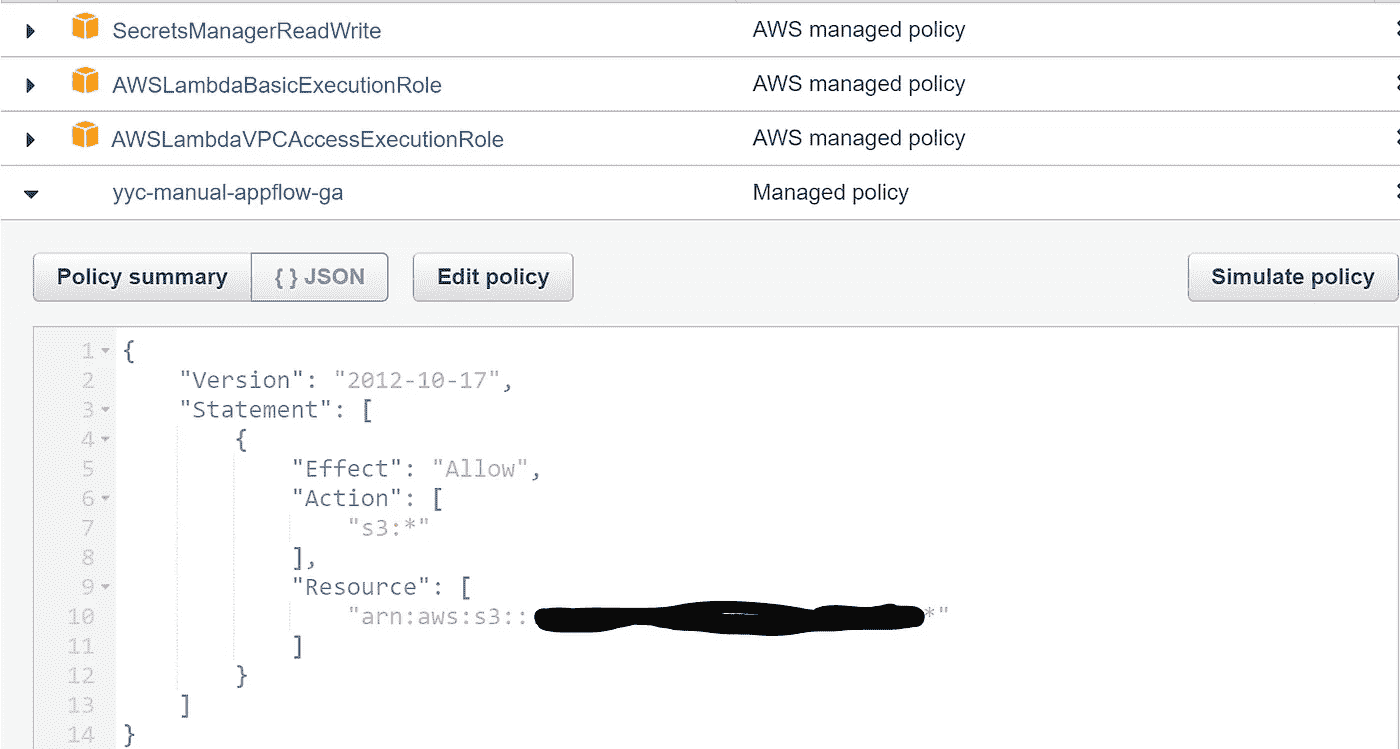 SecretsManagerReadWrite AWS managed policy
AWSLambdaBasicExecutionRole AWS managed policy
AWSLambdaVPCAccessExecutionRole AWS managed policy
yyc-manual-appflow-ga Managed policy
Policy summary { } JSON Edit policy Simulate policy
1 {
2 "Version": "2012-10-17",
3 "Statement": [
4 {
5 "Effect": "Allow",
6 "Action": [
7 "s3:*"
8 ],
9 "Resource": [
10 "arn:aws:s3:: *"
11 ]
12 }
13 ]
14 }